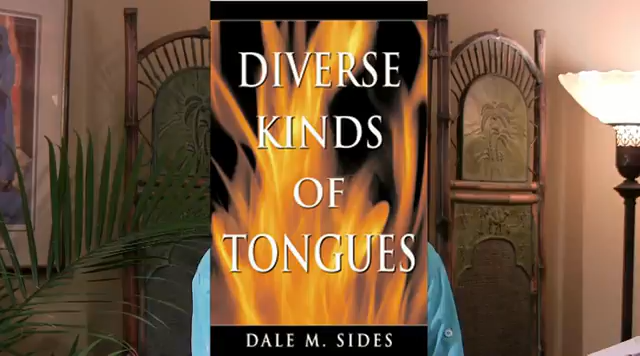 DIVERSE
KINDS
OF
TONGUES
DALE M. SIDES